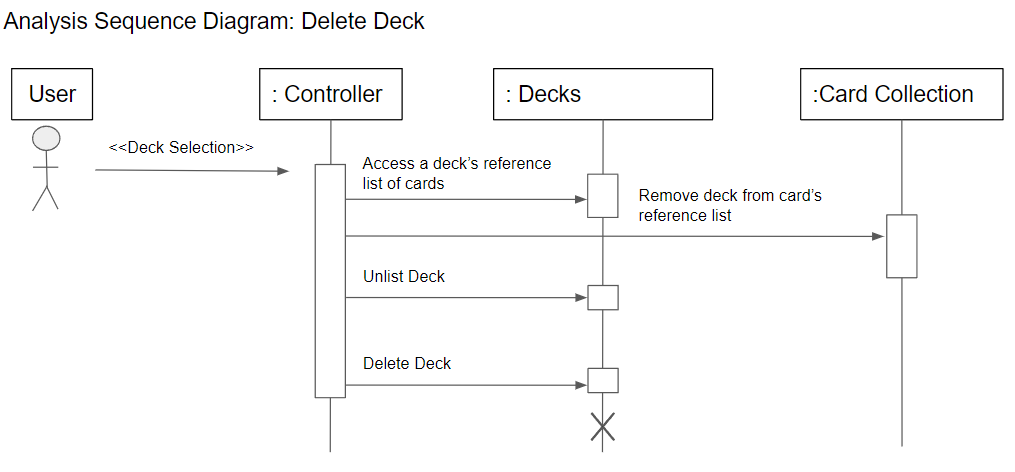 Analysis Sequence Diagram: Delete Deck
User
: Controller
: Decks
:Card Collection
<<Deck Selection>>
Access a deck's reference
list of cards
Remove deck from card's
reference list
Unlist Deck
Delete Deck